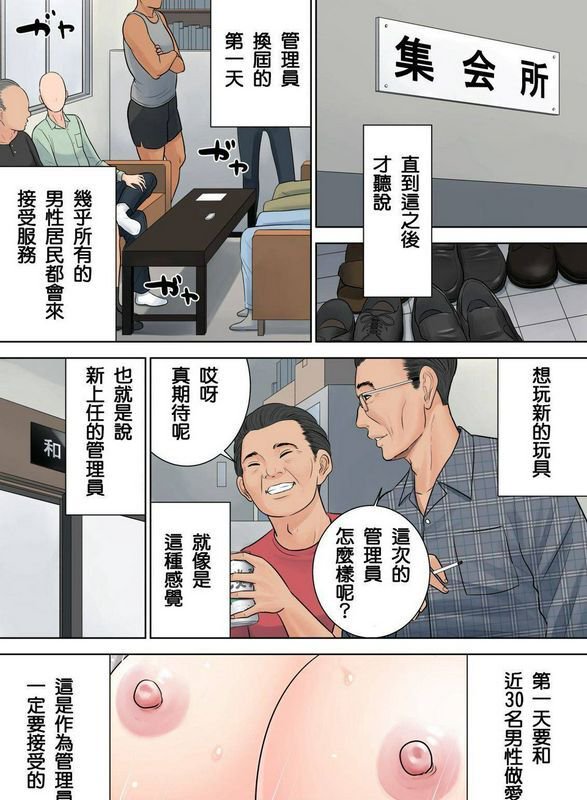 集会所
直到這之後
才聽說
管理員
換屆的
第一天
ガヤ
ガヤ
ガヤ
ガヤ
幾乎所有的
男性居民都會來
接受服務
想玩新的玩具
這次的
管理員
怎麼樣呢？
哎呀
真期待呢
就像是
這種感覺
也就是說
新上任的管理員
和
第一天要和
近30名男性做愛
這是作為管理員
一定要接受的